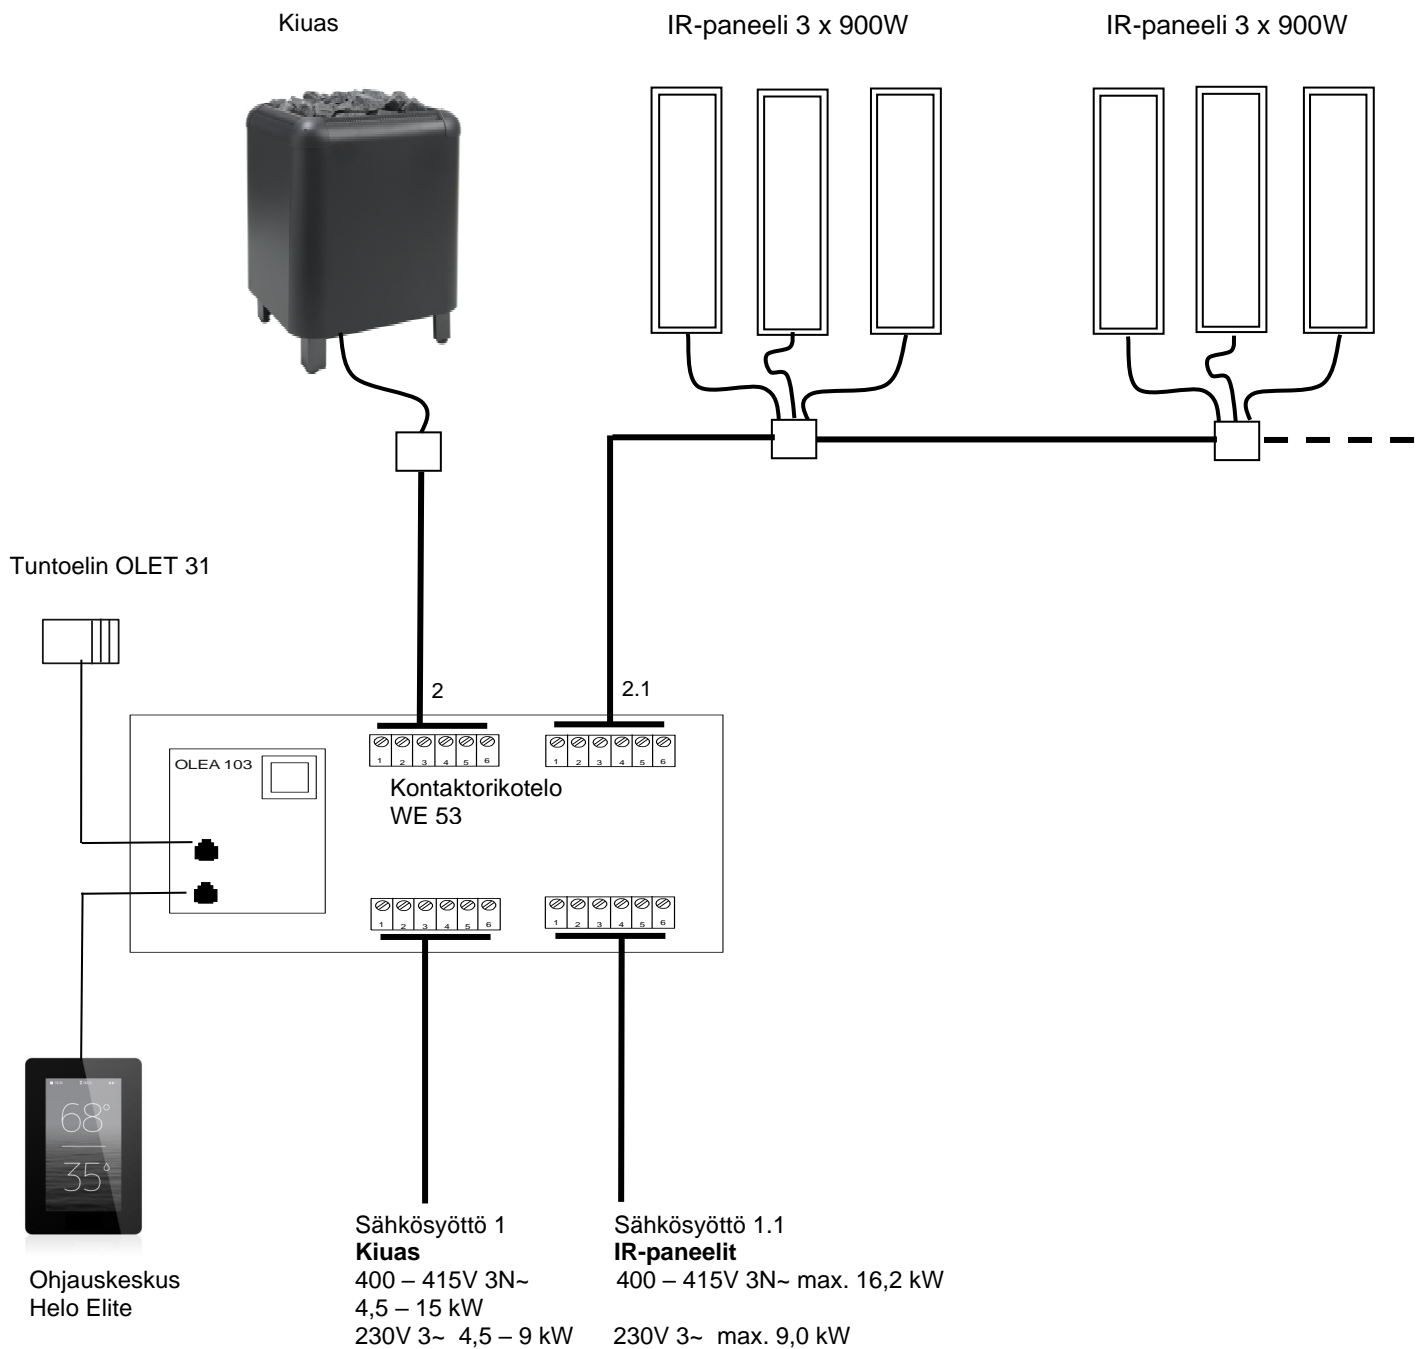 Kiuas
IR-paneeli 3 x 900W
IR-paneeli 3 x 900W
Tuntoelin OLET 31
2
2.1
OLEA 103
1 2 3 4 5 6
1 2 3 4 5 6
Kontaktorikotelo
WE 53
1 2 3 4 5 6
1 2 3 4 5 6
68°
35°
Ohjauskeskus
Helo Elite
Sähkösyöttö 1
Kiuas
400 – 415V 3N~
4,5 – 15 kW
230V 3~ 4,5 – 9 kW
Sähkösyöttö 1.1
IR-paneelit
400 – 415V 3N~ max. 16,2 kW
230V 3~ max. 9,0 kW